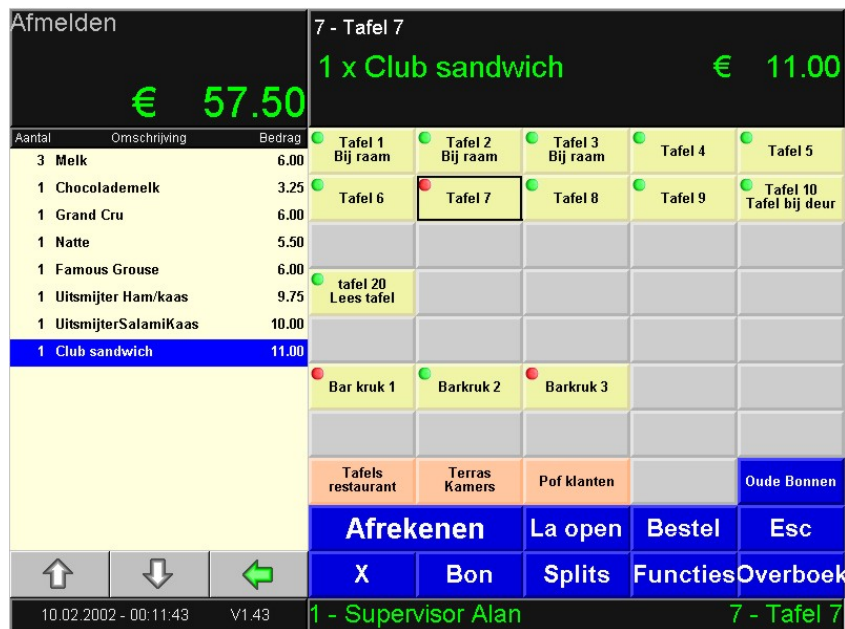 Afmelden
€ 57.50
7 - Tafel 7
1 x Club sandwich € 11.00
Aantal Omschrijving Bedrag
3 Melk 6.00
1 Chocolademelk 3.25
1 Grand Cru 6.00
1 Natte 5.50
1 Famous Grouse 6.00
1 Uitsmijter Ham/kaas 9.75
1 UitsmijterSalamiKaas 10.00
1 Club sandwich 11.00
Tafel 1
Bij raam
Tafel 2
Bij raam
Tafel 3
Bij raam
Tafel 4
Tafel 5
Tafel 6
Tafel 7
Tafel 8
Tafel 9
Tafel 10
Tafel bij deur
tafel 20
Lees tafel
Bar kruk 1
Barkruk 2
Barkruk 3
Tafels
restaurant
Terras
Kamers
Pof klanten
Oude Bonnen
Afrekenen
La open
Bestel
Esc
X
Bon
Splits
Functies
Overboek
10.02.2002 - 00:11:43 V1.43
1 - Supervisor Alan 7 - Tafel 7